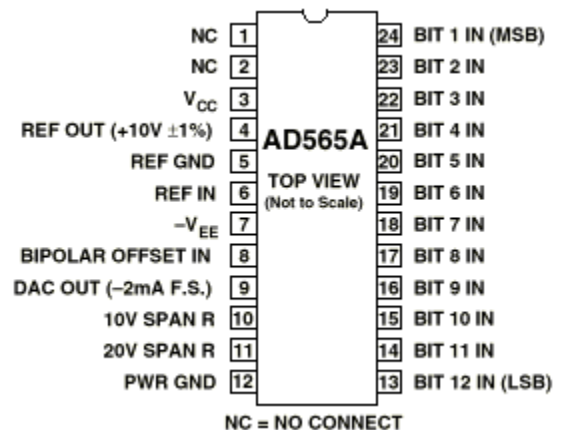 NC 1 24 BIT 1 IN (MSB)
NC 2 23 BIT 2 IN
VCC 3 22 BIT 3 IN
REF OUT (+10V ±1%) 4 21 BIT 4 IN
AD565A
REF GND 5 20 BIT 5 IN
TOP VIEW
REF IN 6 19 BIT 6 IN
(Not to Scale)
–VEE 7 18 BIT 7 IN
BIPOLAR OFFSET IN 8 17 BIT 8 IN
DAC OUT (–2mA F.S.) 9 16 BIT 9 IN
10V SPAN R 10 15 BIT 10 IN
20V SPAN R 11 14 BIT 11 IN
PWR GND 12 13 BIT 12 IN (LSB)
NC = NO CONNECT